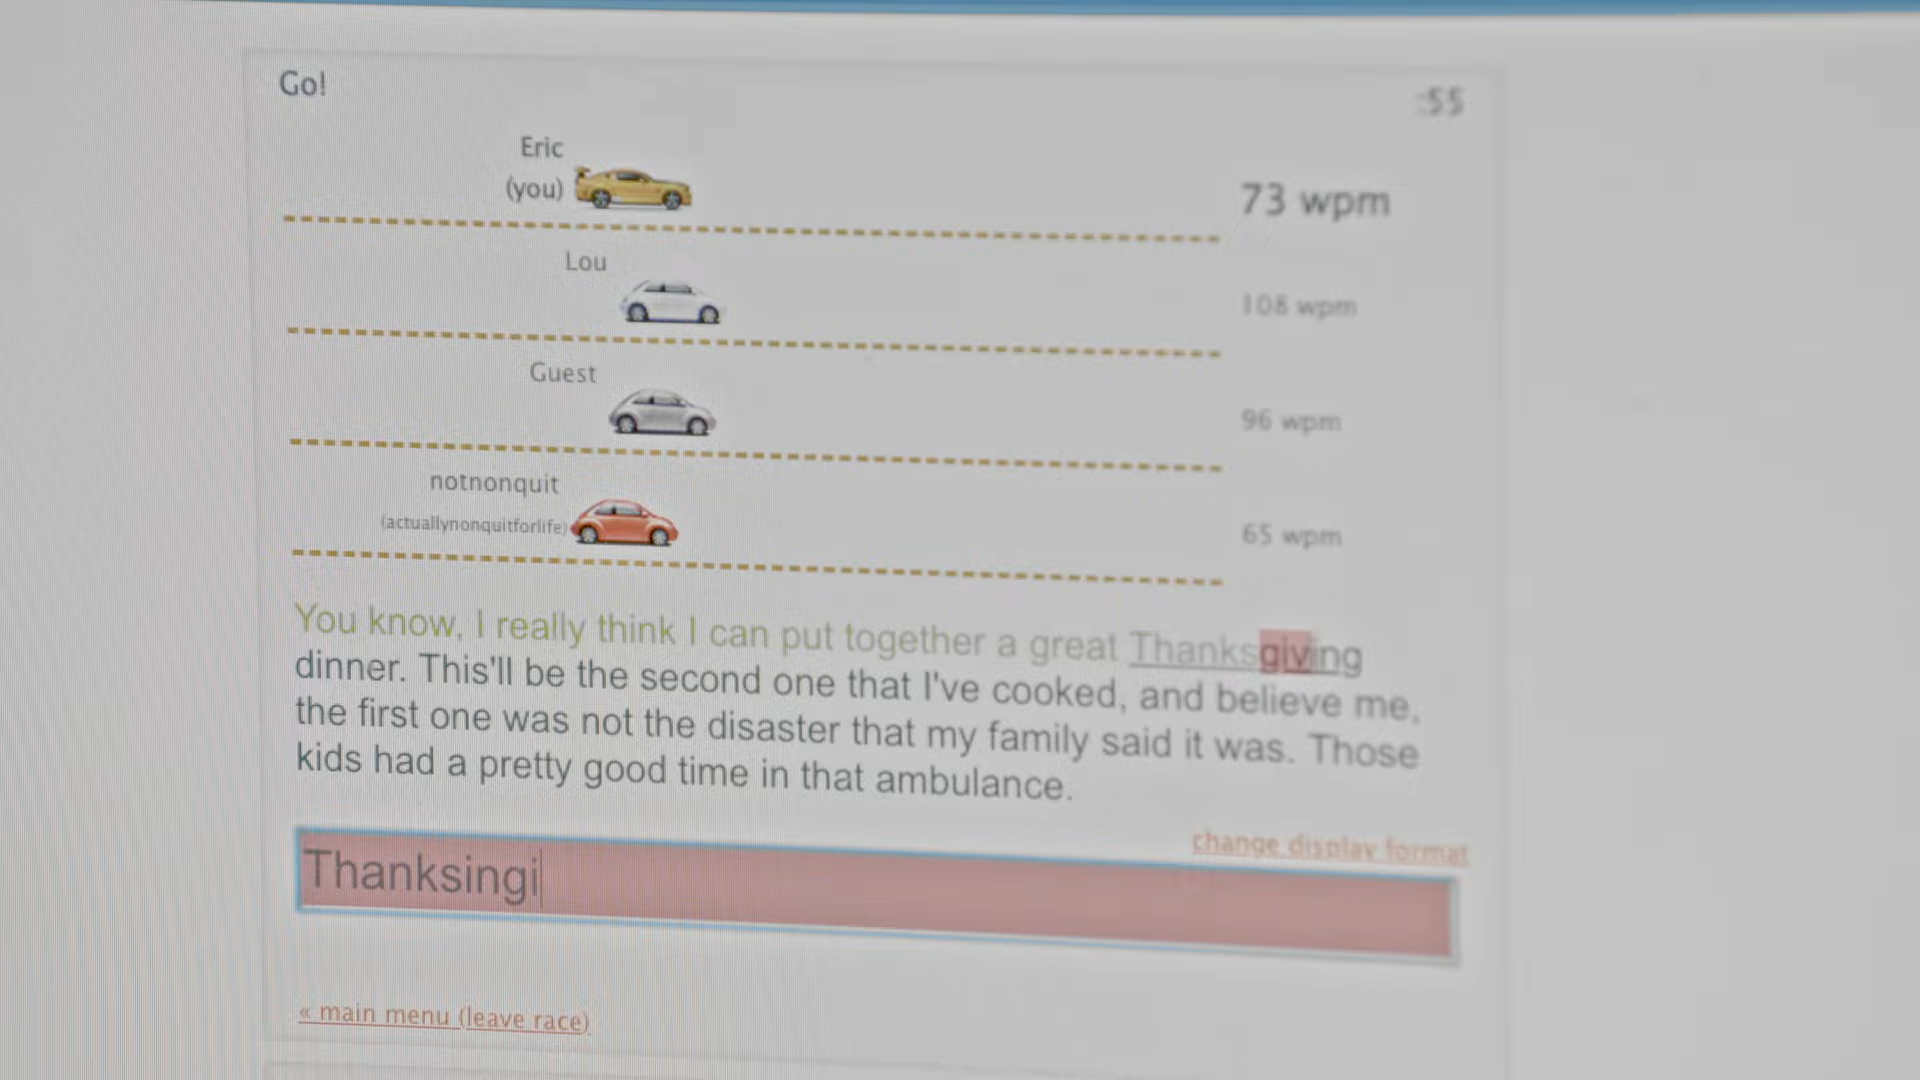 Go!
:55
Eric
(you)
73 wpm
Lou
108 wpm
Guest
96 wpm
notnonquit
(actuallynonquitforlife)
65 wpm
You know, I really think I can put together a great Thanksgiving
dinner. This'll be the second one that I've cooked, and believe me,
the first one was not the disaster that my family said it was. Those
kids had a pretty good time in that ambulance.
change display format
Thanksingi
« main menu (leave race)